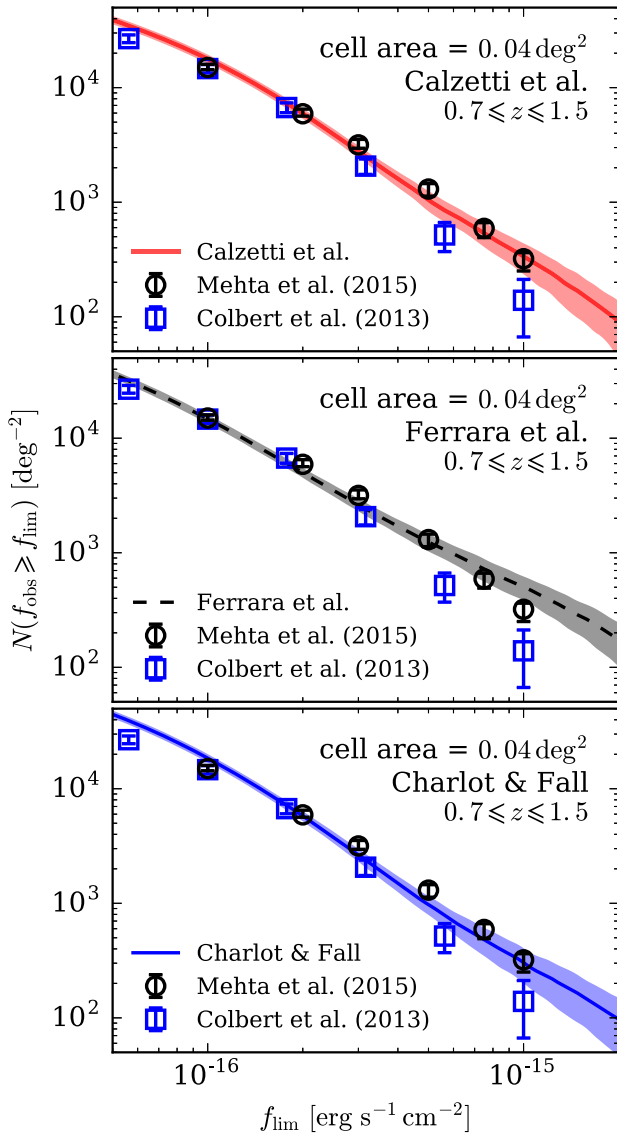 cell area = 0.04 deg²
Calzetti et al.
0.7 ⩽ z ⩽ 1.5
10⁴
10³
10²
Calzetti et al.
Mehta et al. (2015)
Colbert et al. (2013)
cell area = 0.04 deg²
Ferrara et al.
0.7 ⩽ z ⩽ 1.5
10⁴
10³
10²
N(f_obs ⩾ f_lim) [deg⁻²]
Ferrara et al.
Mehta et al. (2015)
Colbert et al. (2013)
cell area = 0.04 deg²
Charlot & Fall
0.7 ⩽ z ⩽ 1.5
10⁴
10³
10²
Charlot & Fall
Mehta et al. (2015)
Colbert et al. (2013)
10⁻¹⁶ 10⁻¹⁵
f_lim [erg s⁻¹ cm⁻²]